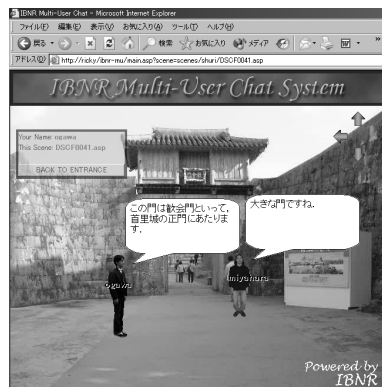 IBNR Multi-User Chat - Microsoft Internet Explorer
ファイル(F) 編集(E) 表示(V) お気に入り(A) ツール(T) ヘルプ(H)
戻る 検索 お気に入り メディア
アドレス(D) http://ricky/ibnr-mu/main.asp?scene=scenes/shuri/DSCF0041.asp
IBNR Multi-User Chat System
Your Name: ogawa
This Scene: DSCF0041.asp
BACK TO ENTRANCE
この門は歓会門といって,
首里城の正門にあたりま
す.
大きな門ですね.
ogawa
miyahara
Powered by
IBNR